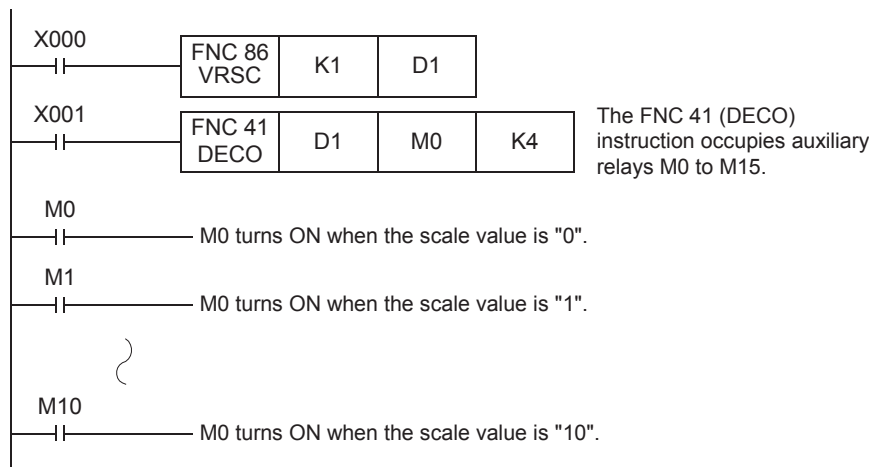 X000
FNC 86
VRSC
K1
D1
X001
FNC 41
DECO
D1
M0
K4
The FNC 41 (DECO)
instruction occupies auxiliary
relays M0 to M15.
M0
M0 turns ON when the scale value is "0".
M1
M0 turns ON when the scale value is "1".
M10
M0 turns ON when the scale value is "10".